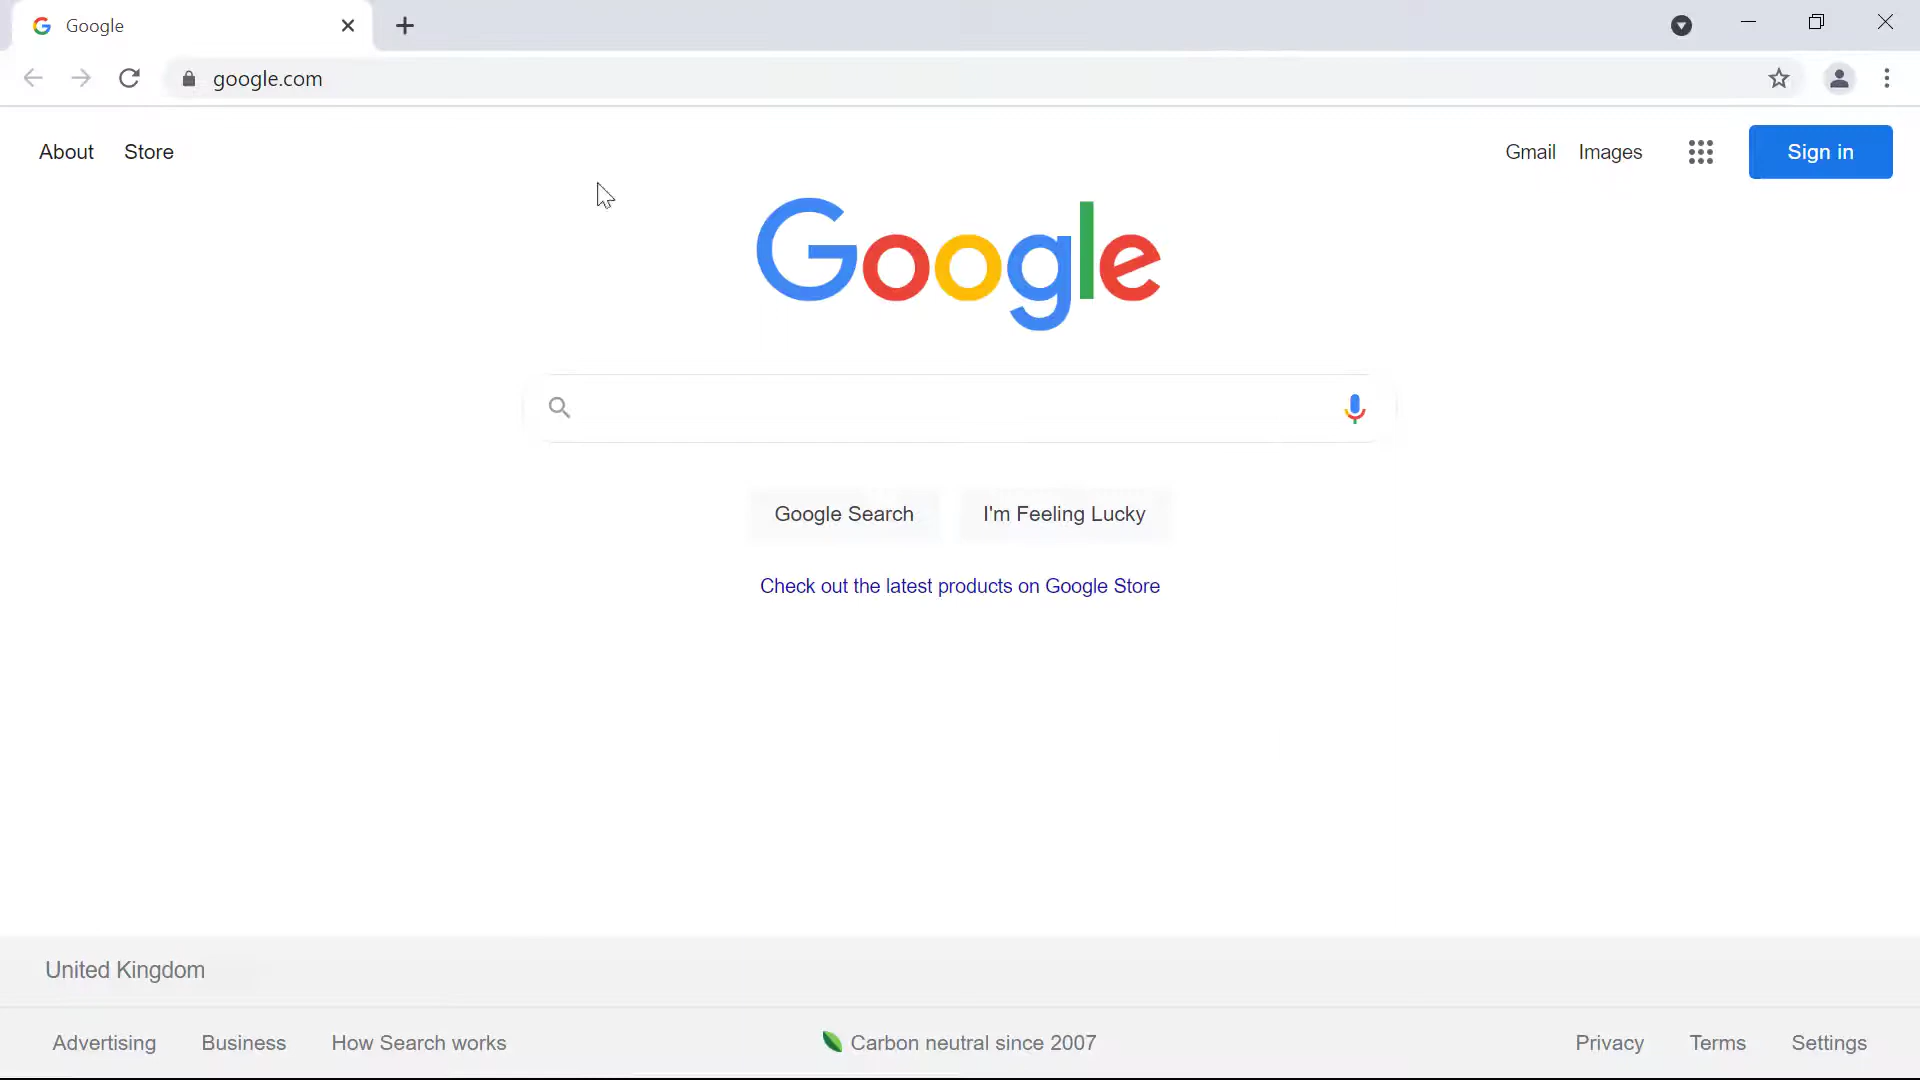 Google
google.com
About Store Gmail Images Sign in
Google
Google Search I'm Feeling Lucky
Check out the latest products on Google Store
United Kingdom
Advertising Business How Search works Carbon neutral since 2007 Privacy Terms Settings